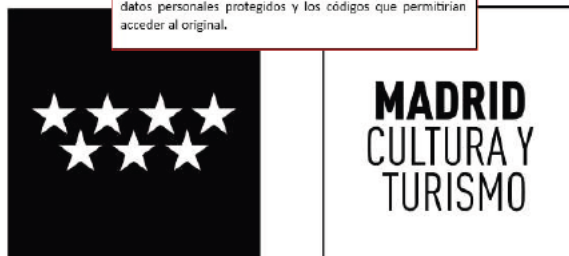 datos personales protegidos y los códigos que permitirían
acceder al original.
MADRID
CULTURA Y
TURISMO